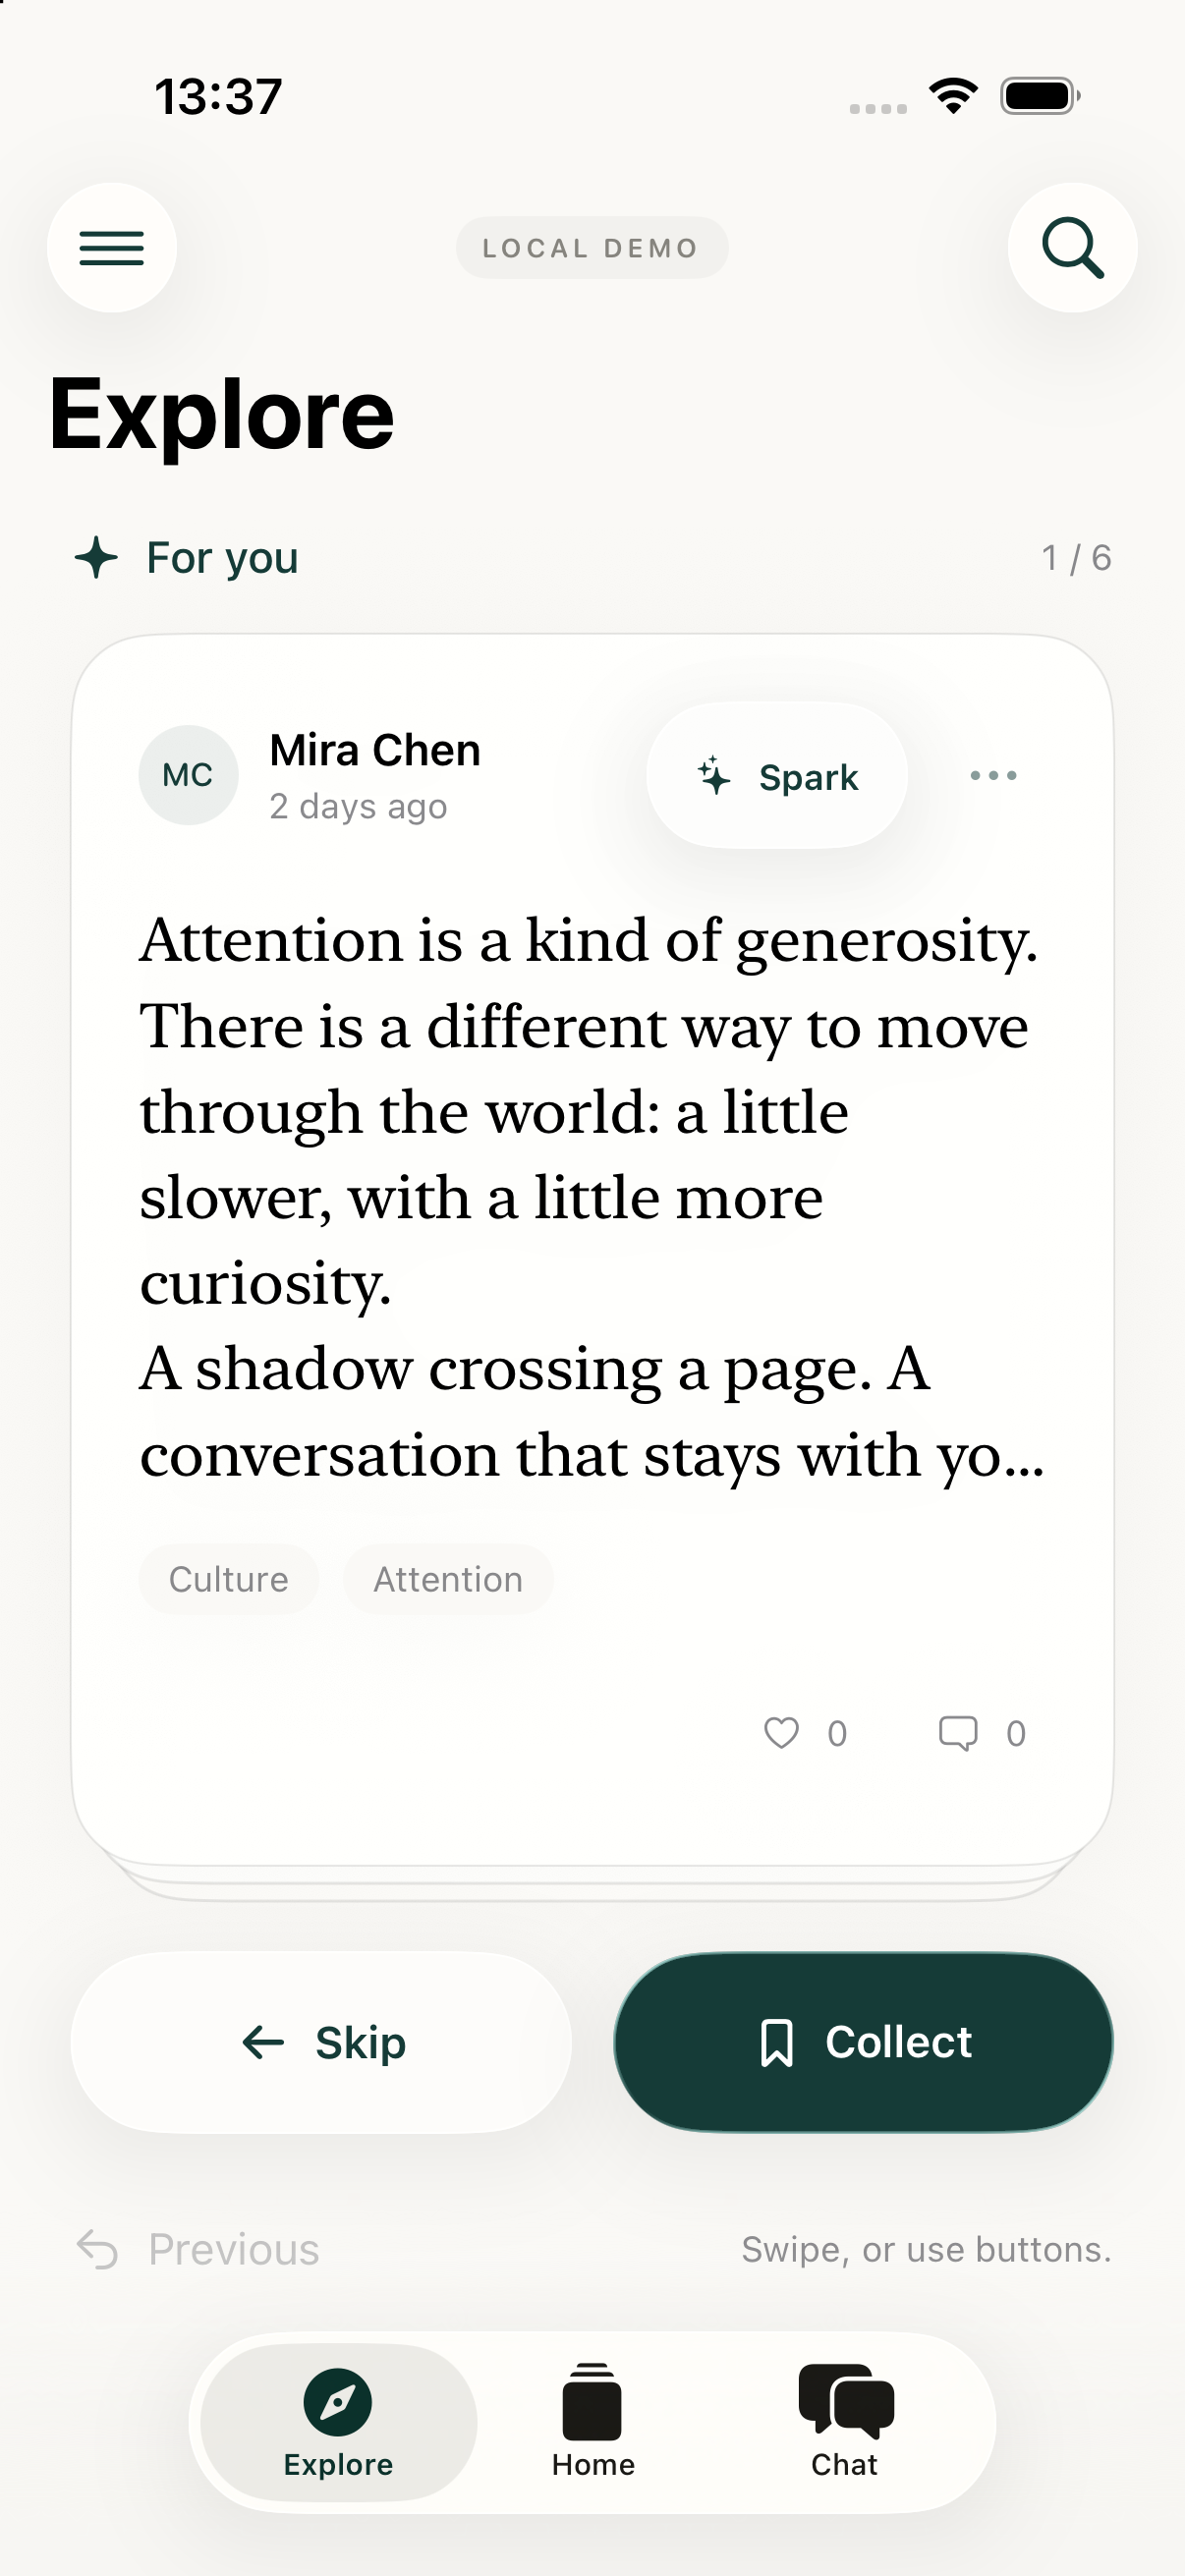 13:37
LOCAL DEMO
Explore
For you
1 / 6
MC
Mira Chen
2 days ago
Spark
Attention is a kind of generosity.
There is a different way to move
through the world: a little
slower, with a little more
curiosity.
A shadow crossing a page. A
conversation that stays with yo...
Culture
Attention
0
0
Skip
Collect
Previous
Swipe, or use buttons.
Explore
Home
Chat